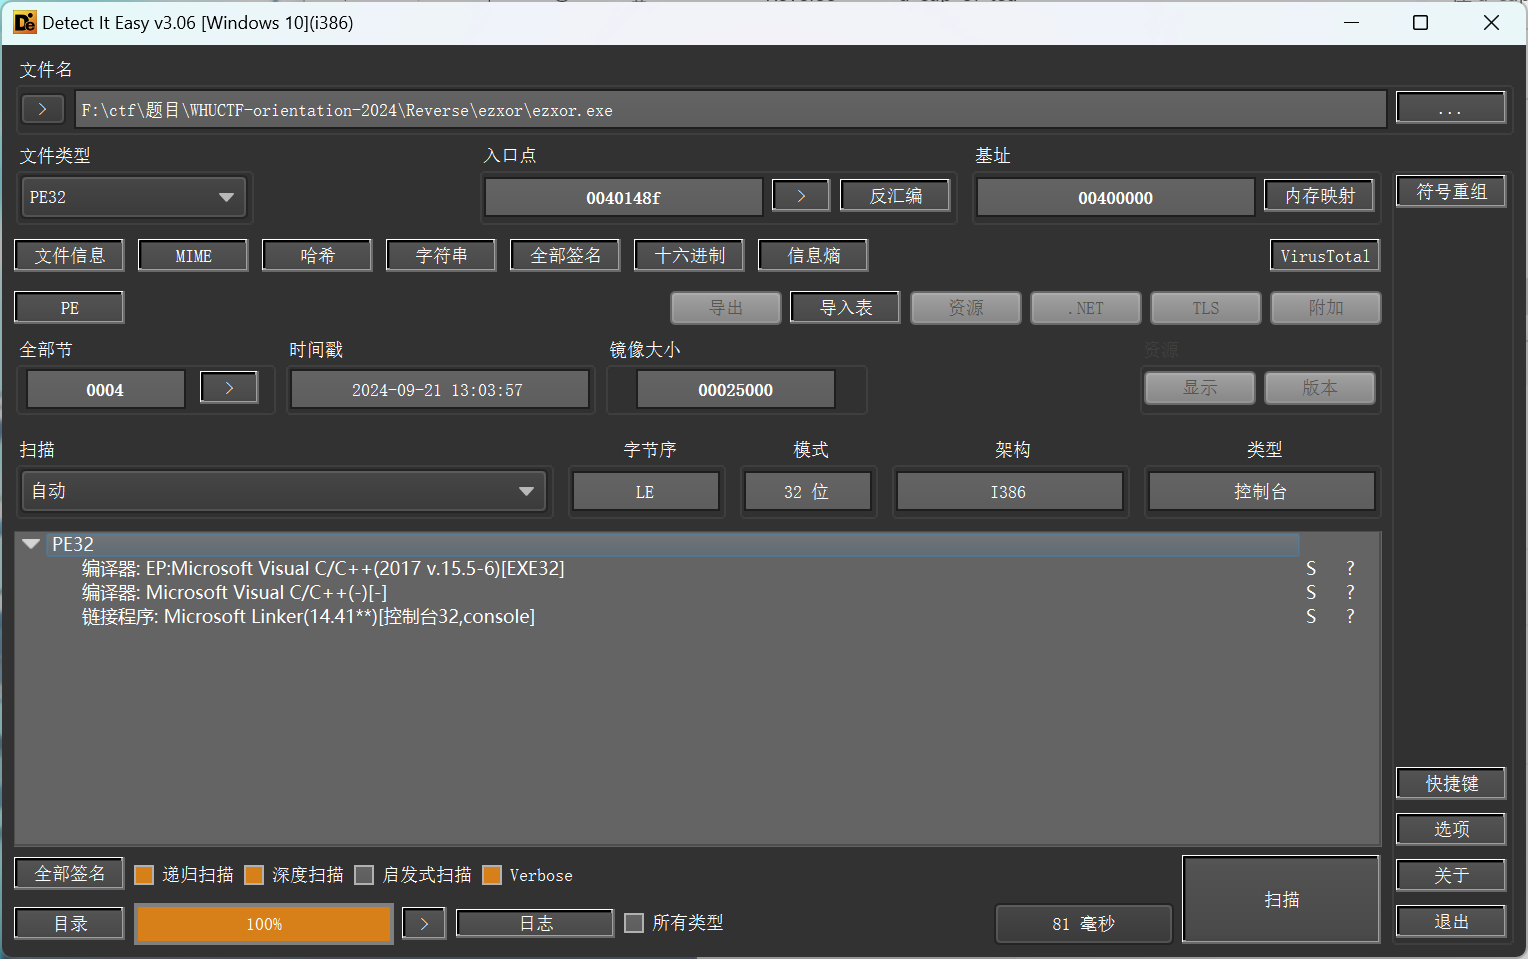 Detect It Easy v3.06 [Windows 10](i386)
文件名
> F:\ctf\题目\WHUCTF-orientation-2024\Reverse\ezxor\ezxor.exe ...
文件类型 入口点 基址
PE32 0040148f > 反汇编 00400000 内存映射 符号重组
文件信息 MIME 哈希 字符串 全部签名 十六进制 信息熵 VirusTotal
PE 导出 导入表 资源 .NET TLS 附加
全部节 时间戳 镜像大小 资源
0004 > 2024-09-21 13:03:57 00025000 显示 版本
扫描 字节序 模式 架构 类型
自动 LE 32 位 I386 控制台
PE32
编译器: EP:Microsoft Visual C/C++(2017 v.15.5-6)[EXE32] S ?
编译器: Microsoft Visual C/C++(-)[-] S ?
链接程序: Microsoft Linker(14.41**)[控制台32,console] S ?
快捷键
选项
全部签名 递归扫描 深度扫描 启发式扫描 Verbose 扫描 关于
目录 100% > 日志 所有类型 81 毫秒 退出